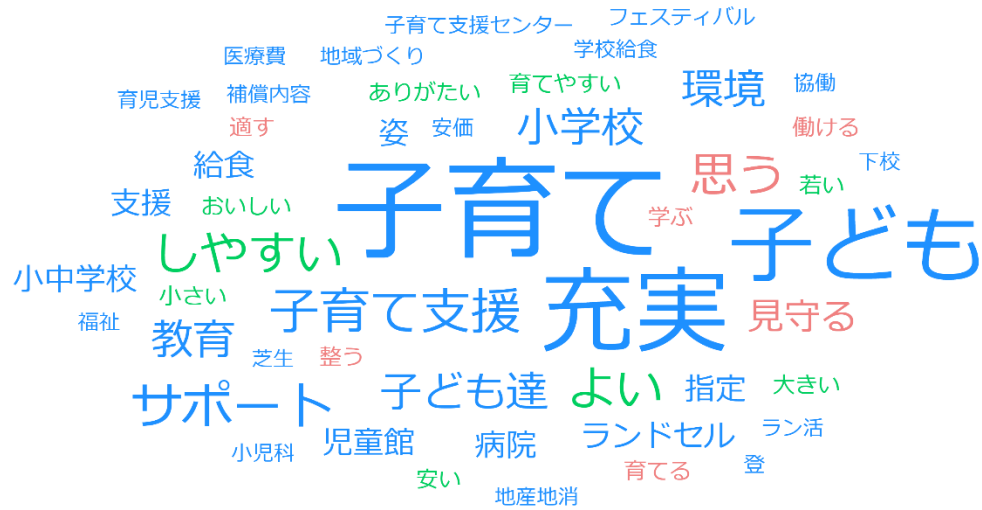 フェスティバル
子育て支援センター
医療費
地域づくり
学校給食
育児支援
補償内容
ありがたい
育てやすい
環境
協働
適す
姿
安価
小学校
働ける
給食
子育て
思う
下校
支援
おいしい
学ぶ
若い
しやすい
子ども
小中学校
小さい
子育て支援
充実
見守る
福祉
教育
芝生
整う
サポート
子ども達
よい
指定
大きい
小児科
児童館
病院
ランドセル
ラン活
安い
育てる
登
地産地消